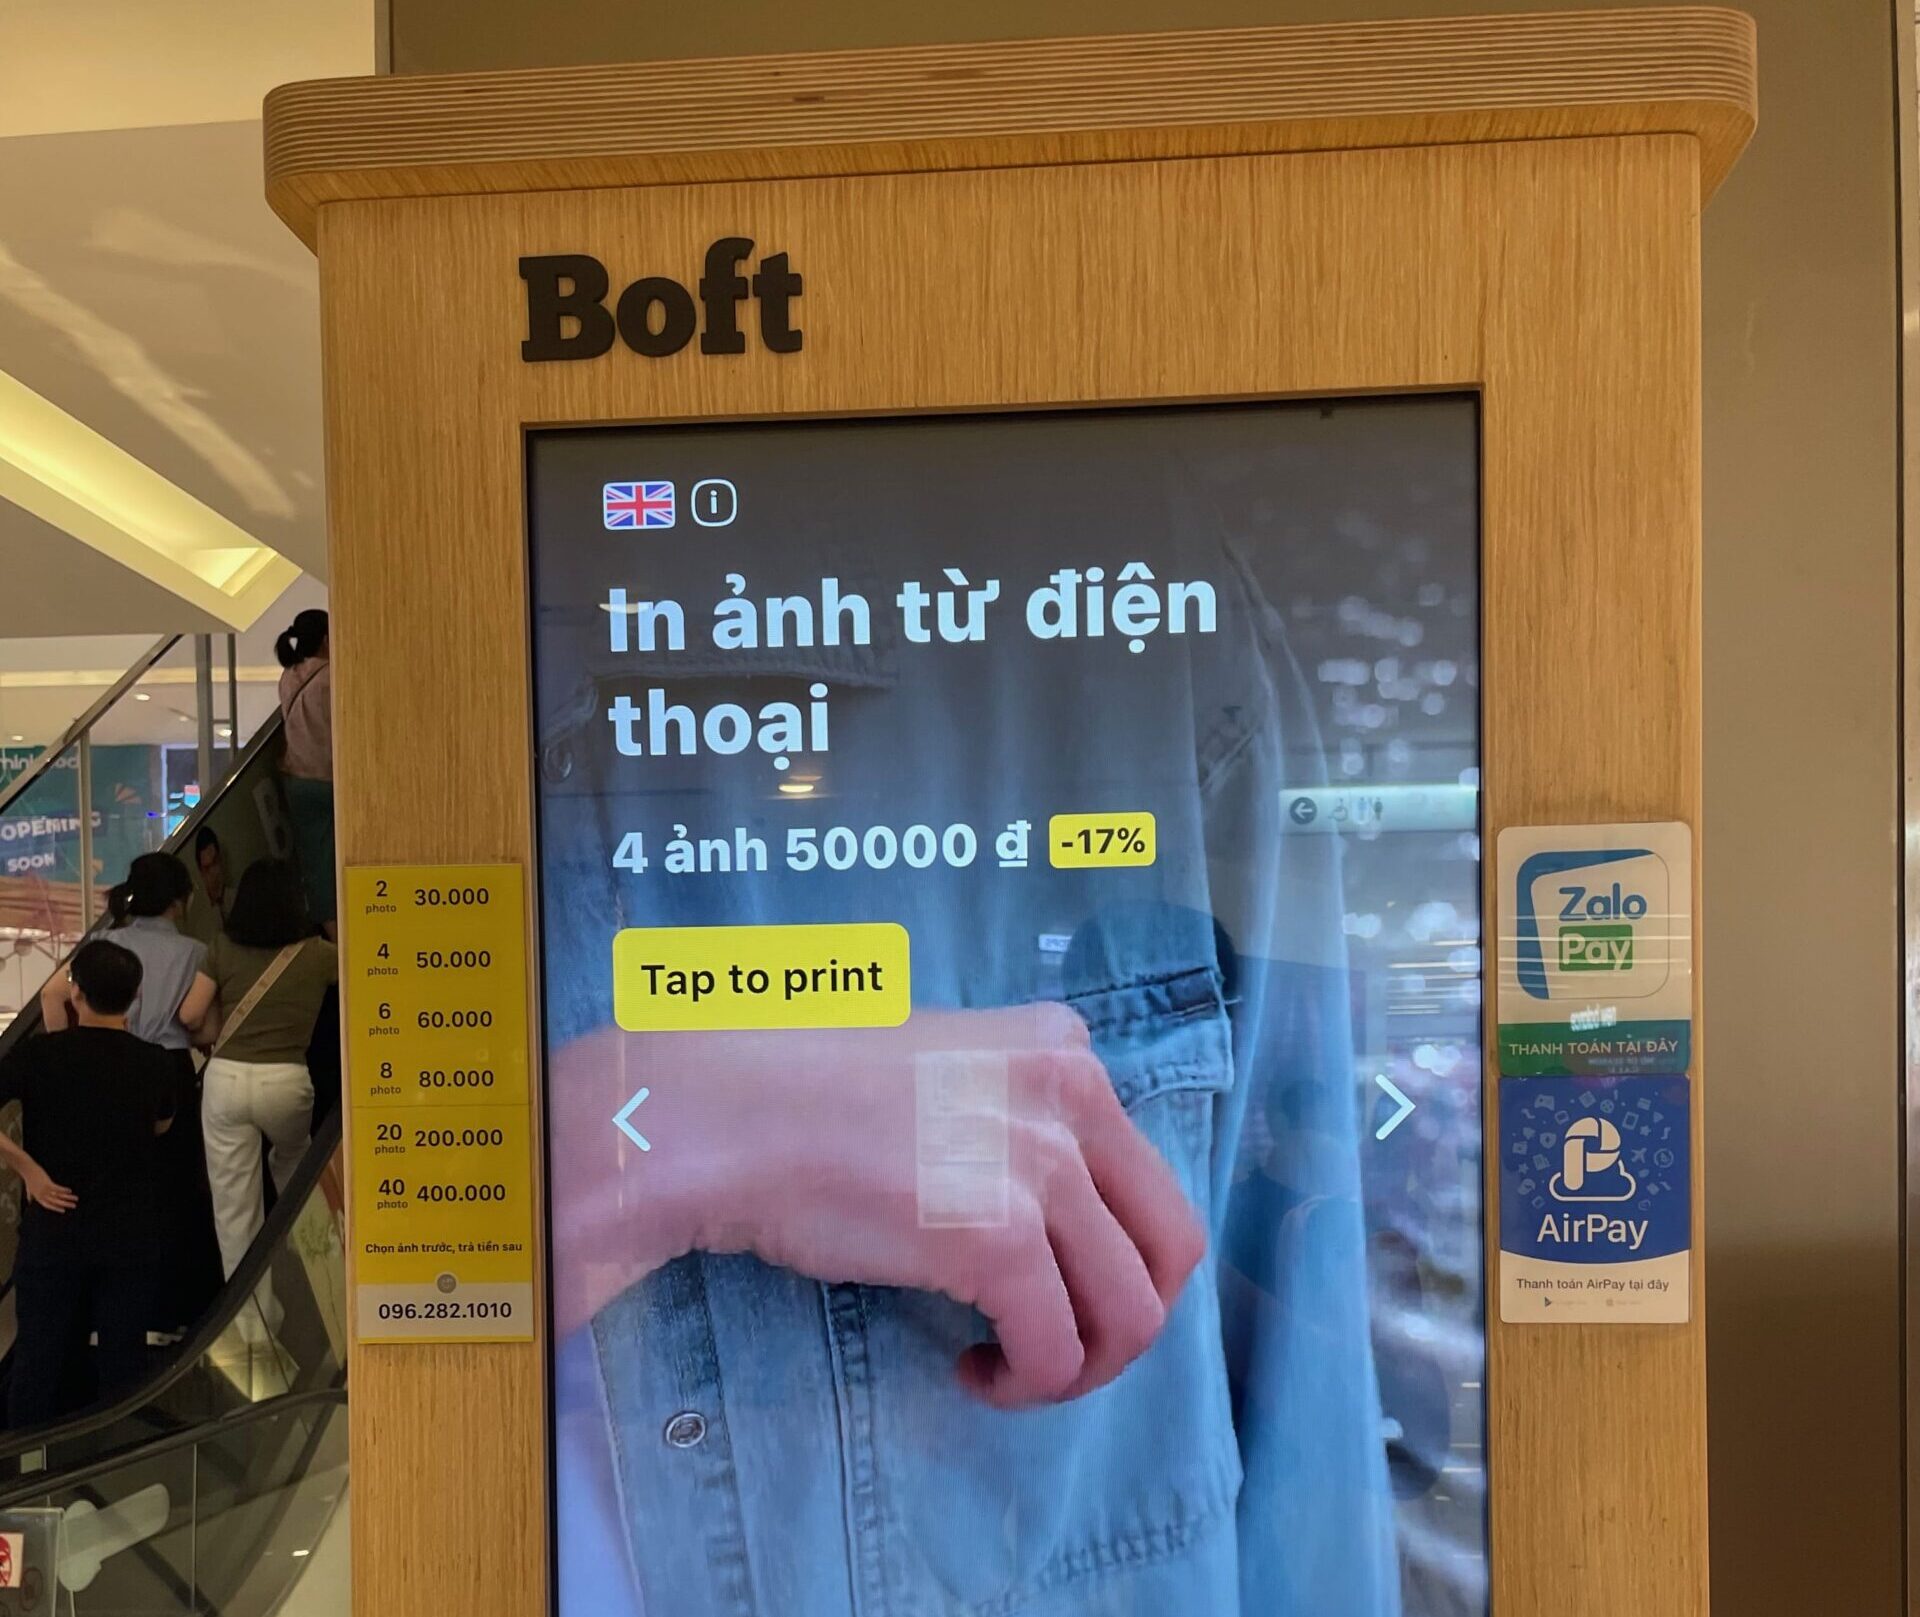 Boft
i
In ảnh từ điện
thoại
4 ảnh 50000 đ -17%
Tap to print
2 photo 30.000
4 photo 50.000
6 photo 60.000
8 photo 80.000
20 photo 200.000
40 photo 400.000
Chọn ảnh trước, trả tiền sau
096.282.1010
Zalo
Pay
THANH TOÁN TẠI ĐÂY
AirPay
Thanh toán AirPay tại đây
OPENING
SOON